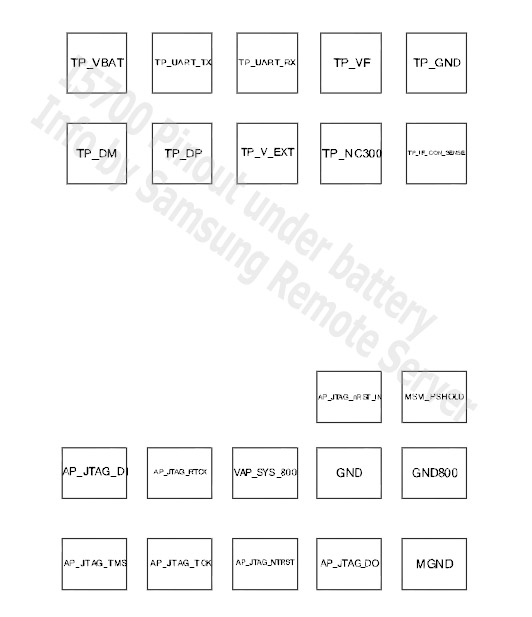 TP_VBAT TP_UART_TX TP_UART_RX TP_VF TP_GND
TP_DM TP_DP TP_V_EXT TP_NC300 TP_IF_CON_SENSE
I5700 Pinout under battery
Info by Samsung Remote Server
AP_JTAG_nRST_IN MSM_PSHOLD
AP_JTAG_DI AP_JTAG_RTCK VAP_SYS_800 GND GND800
AP_JTAG_TMS AP_JTAG_TCK AP_JTAG_NTRST AP_JTAG_DO MGND